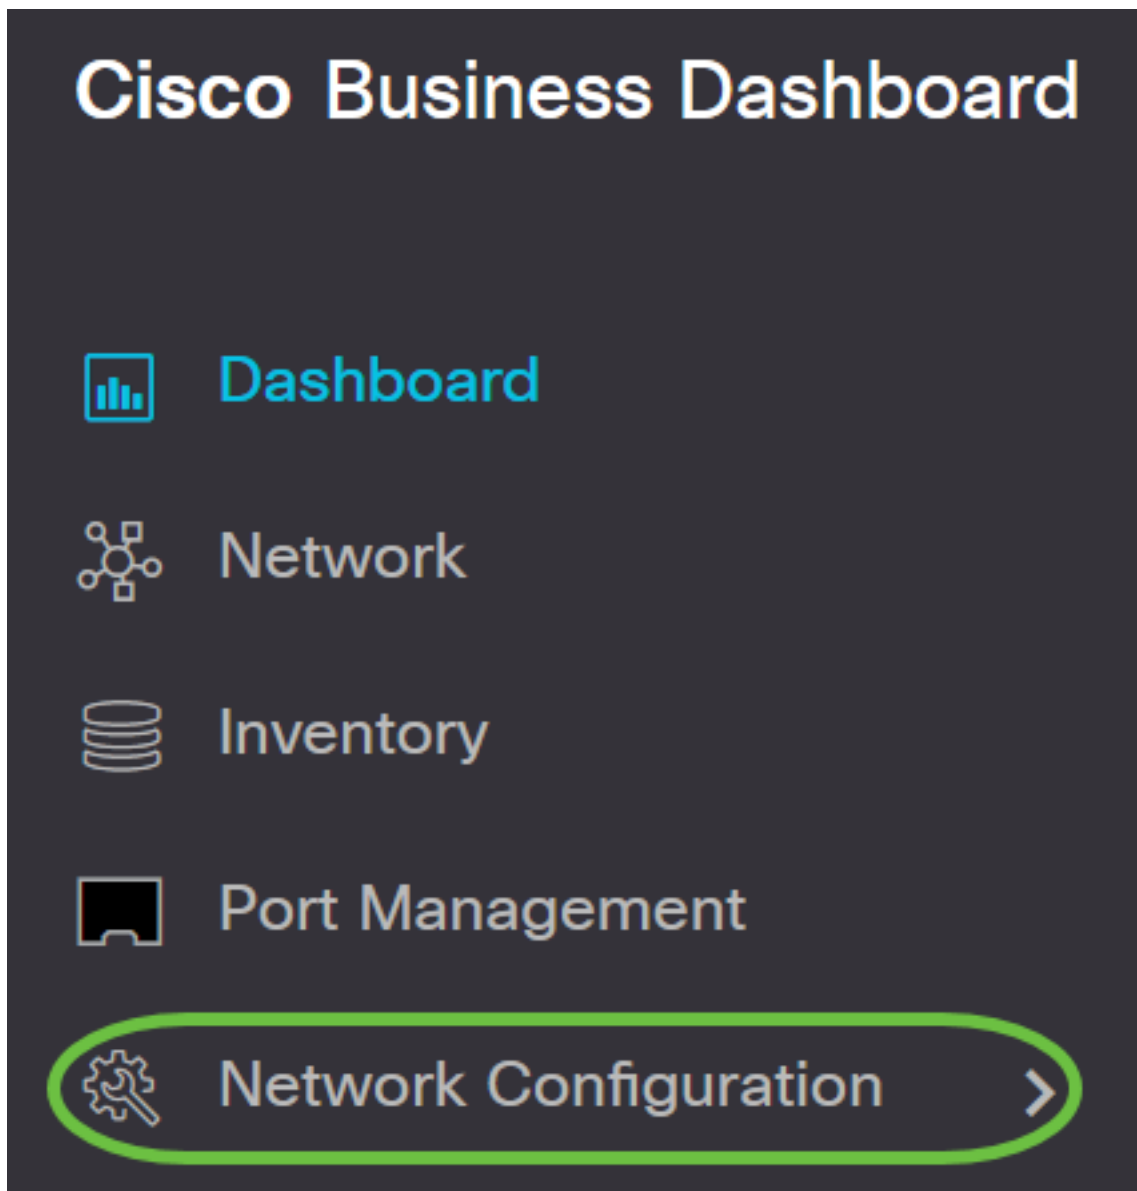 Cisco Business Dashboard
Dashboard
Network
Inventory
Port Management
Network Configuration